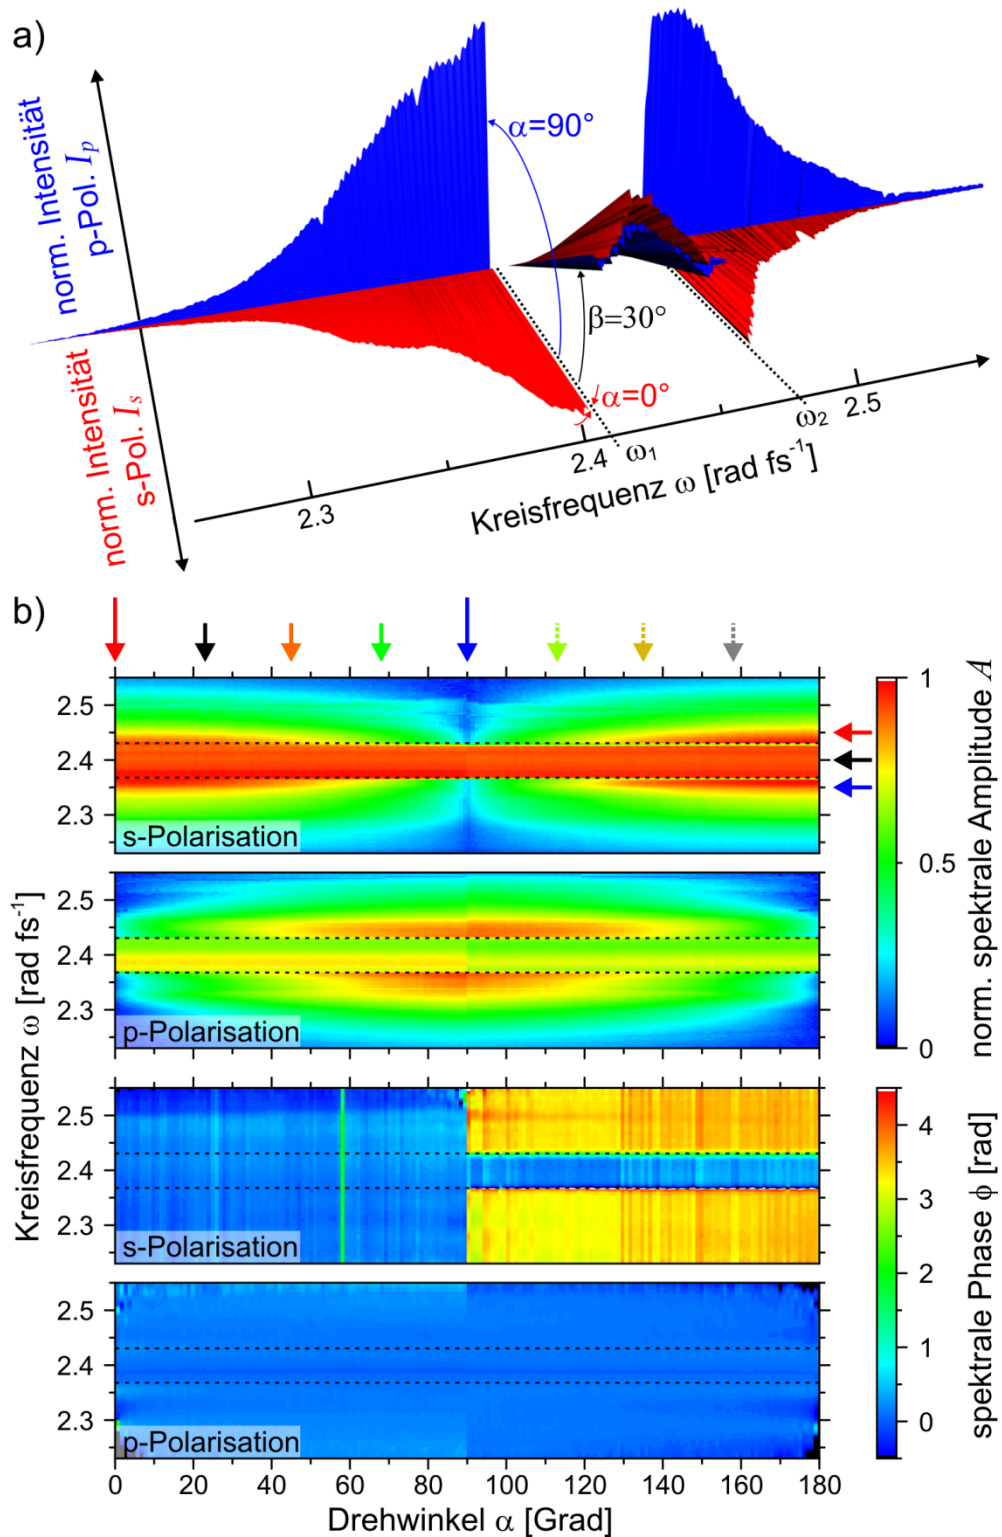 a)
norm. Intensität
p-Pol. Ip
norm. Intensität
s-Pol. Is
α=90°
β=30°
α=0°
2.3
2.4
ω1
ω2
2.5
Kreisfrequenz ω [rad fs-1]
b)
2.5
2.4
2.3
s-Polarisation
2.5
2.4
2.3
p-Polarisation
2.5
2.4
2.3
s-Polarisation
2.5
2.4
2.3
p-Polarisation
Kreisfrequenz ω [rad fs-1]
0 20 40 60 80 100 120 140 160 180
Drehwinkel α [Grad]
1
0.5
0
norm. spektrale Amplitude A
4
3
2
1
0
spektrale Phase ϕ [rad]